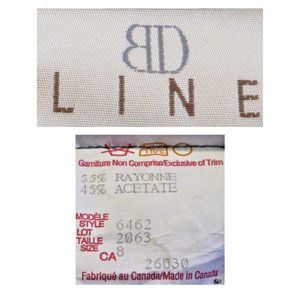 BD
LINE
Garniture Non Comprise/Exclusive of Trim
55% RAYONNE
45% ACETATE
MODÈLE
STYLE 6462
LOT 2063
TAILLE
SIZE 8
CA 26030
Fabriqué au Canada/Made in Canada